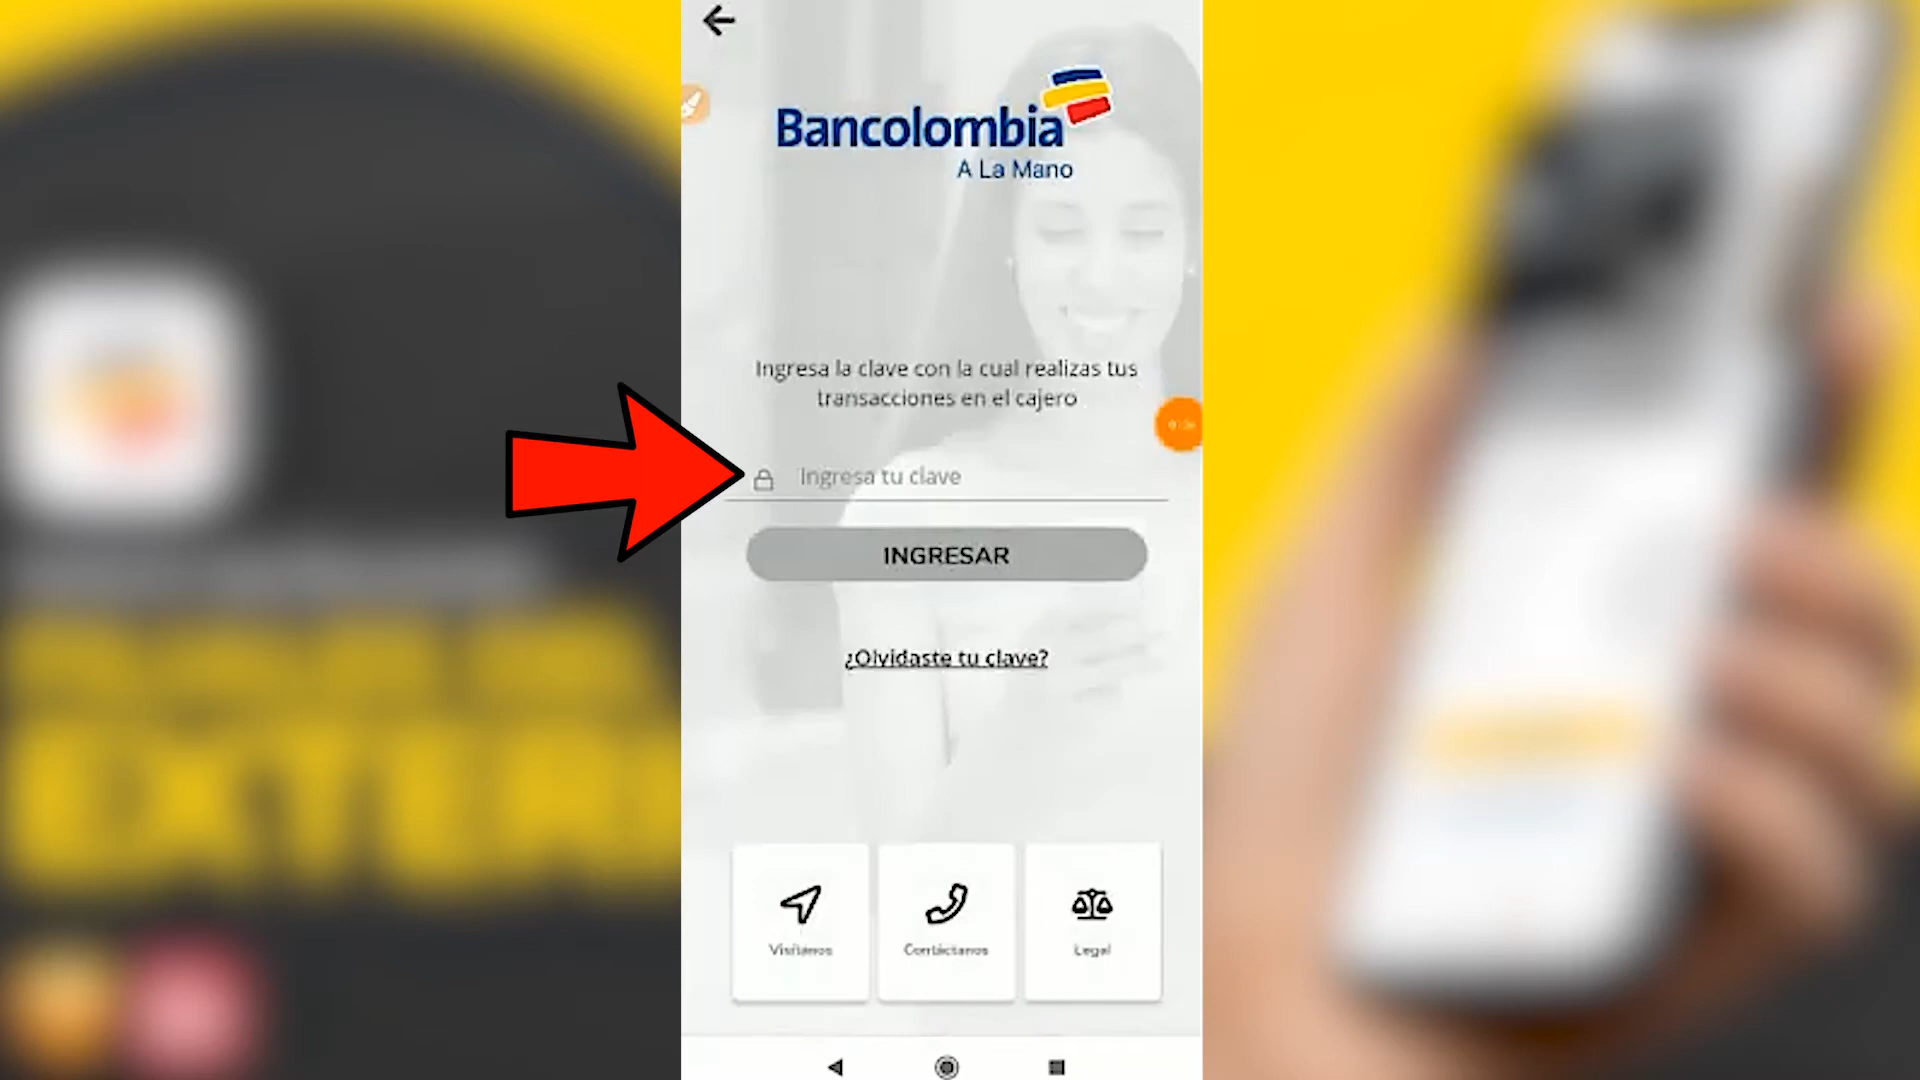 Bancolombia
A La Mano
Ingresa la clave con la cual realizas tus
transacciones en el cajero
Ingresa tu clave
INGRESAR
¿Olvidaste tu clave?
Visítanos
Contáctanos
Legal